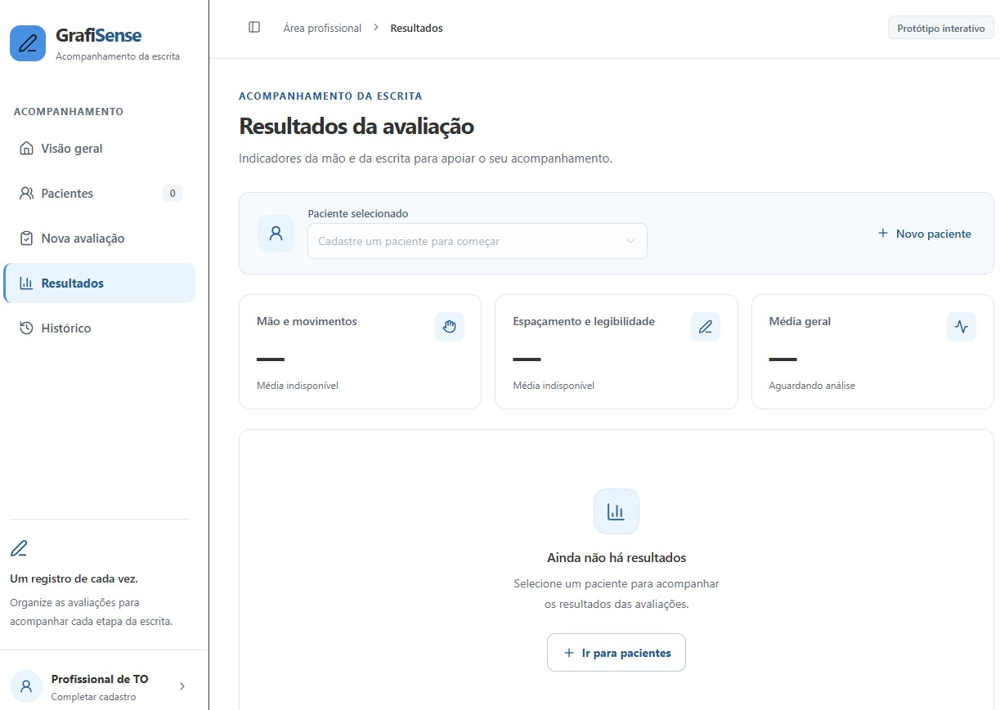 GrafiSense
Acompanhamento da escrita
ACOMPANHAMENTO
Visão geral
Pacientes
0
Nova avaliação
Resultados
Histórico
Um registro de cada vez.
Organize as avaliações para
acompanhar cada etapa da escrita.
Profissional de TO
Completar cadastro
Área profissional
Resultados
Protótipo interativo
ACOMPANHAMENTO DA ESCRITA
Resultados da avaliação
Indicadores da mão e da escrita para apoiar o seu acompanhamento.
Paciente selecionado
Cadastre um paciente para começar
Novo paciente
Mão e movimentos
—
Média indisponível
Espaçamento e legibilidade
—
Média indisponível
Média geral
—
Aguardando análise
Ainda não há resultados
Selecione um paciente para acompanhar
os resultados das avaliações.
Ir para pacientes